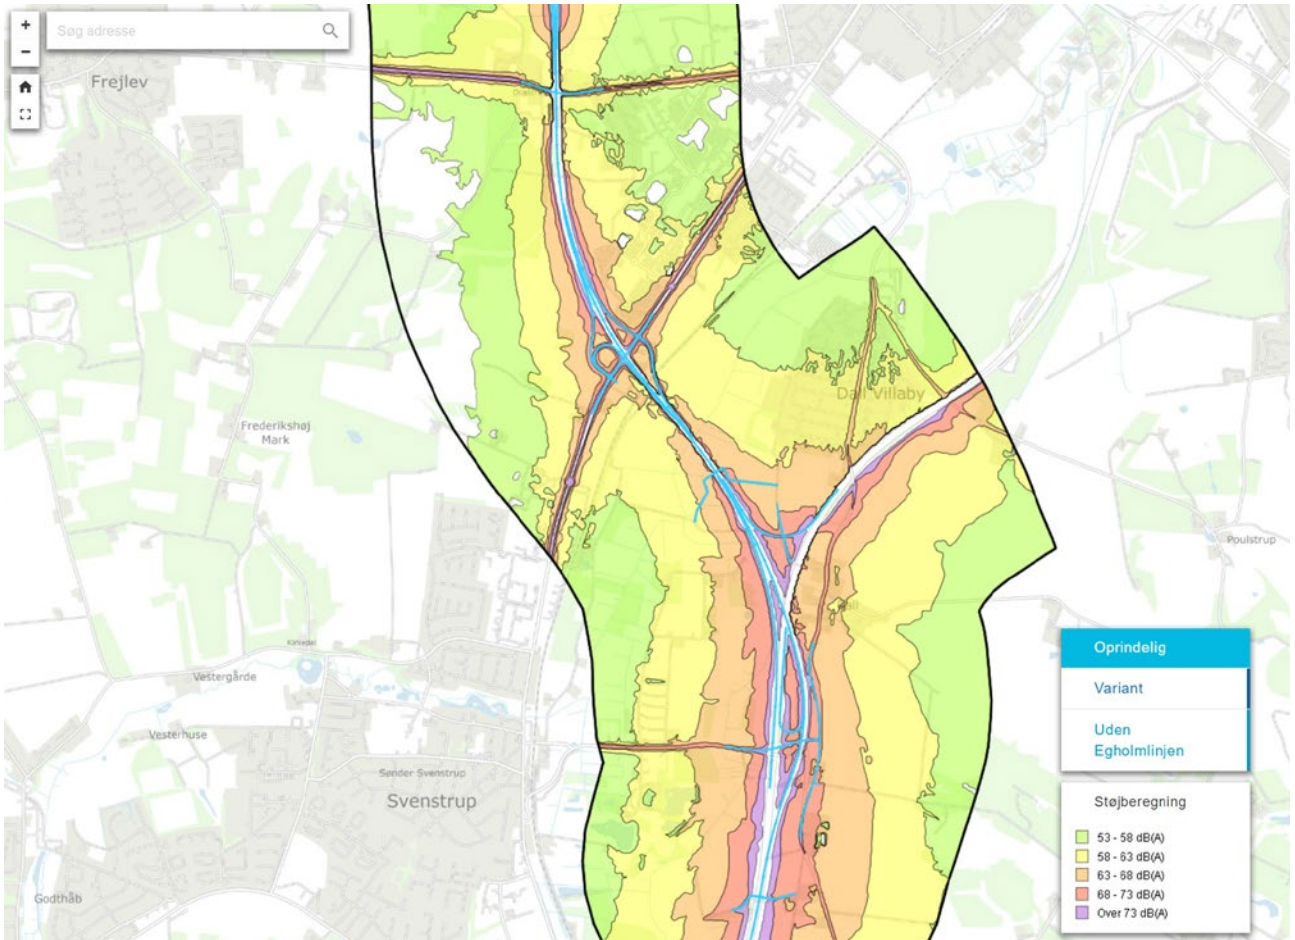 +
Søg adresse
−
Frejlev
Dall Villaby
Frederikshøj
Mark
Poulstrup
Kirkedal
Vestergårde
Vesterhuse
Sønder Svenstrup
Svenstrup
Godthåb
Oprindelig
Variant
Uden
Egholmlinjen
Støjberegning
53 - 58 dB(A)
58 - 63 dB(A)
63 - 68 dB(A)
68 - 73 dB(A)
Over 73 dB(A)